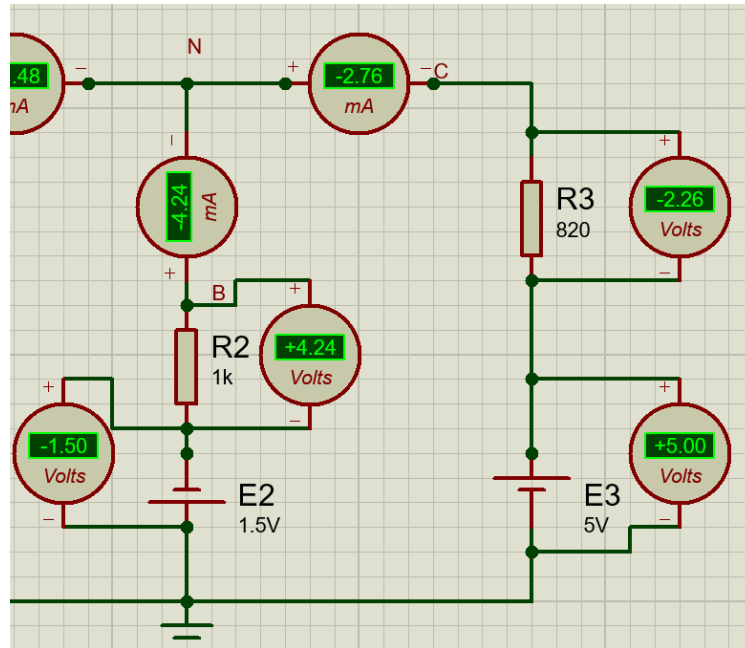 N
.48
mA
+
-2.76
mA
C
-4.24
mA
+
B
R2
1k
+
+4.24
Volts
R3
820
+
-2.26
Volts
+
-1.50
Volts
E2
1.5V
E3
5V
+
+5.00
Volts